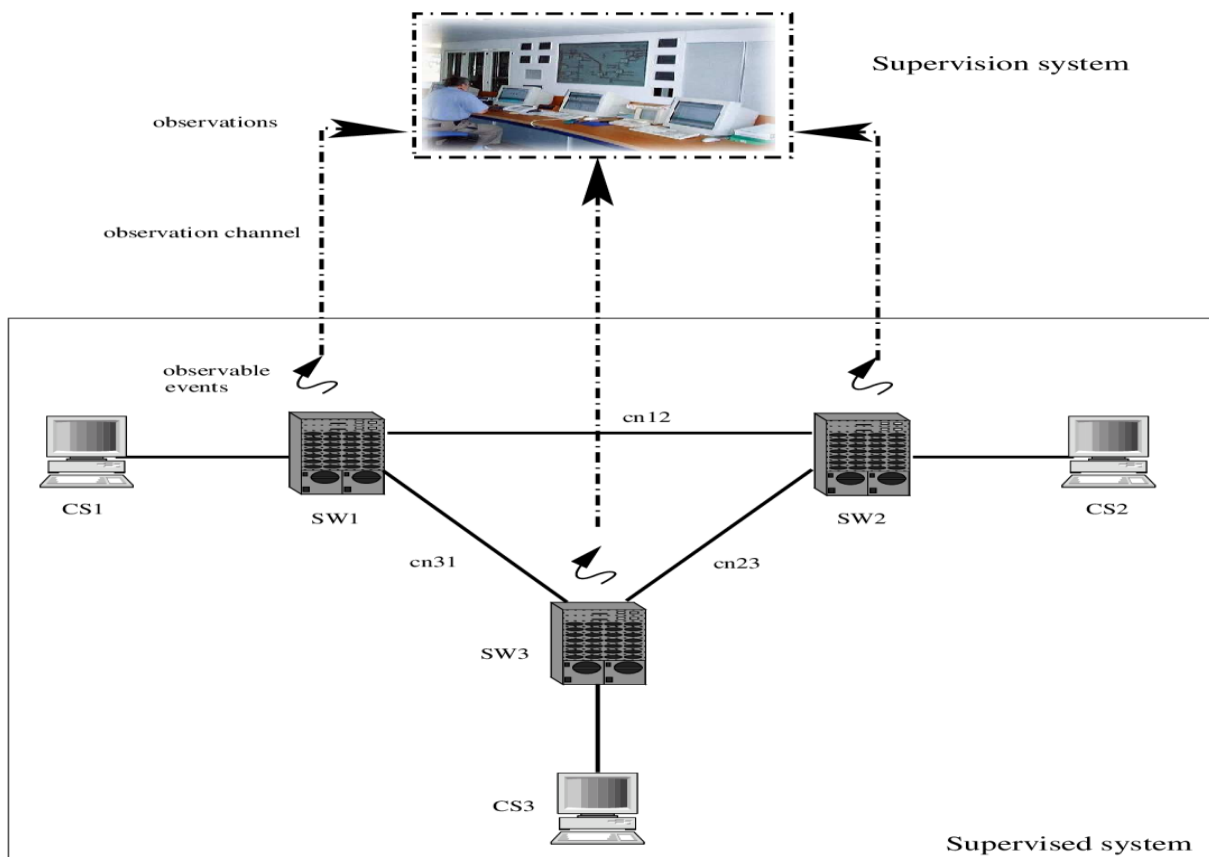 Supervision system
observations
observation channel
observable
events
cn12
CS1
SW1
SW2
CS2
cn31
cn23
SW3
CS3
Supervised system